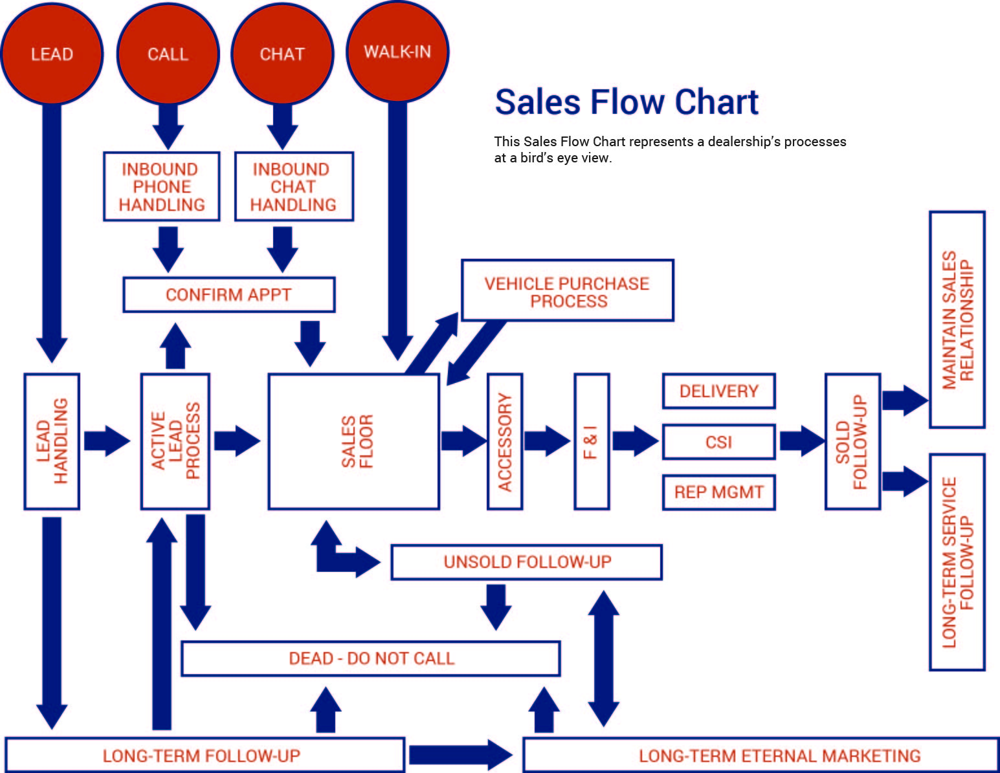 LEAD
CALL
CHAT
WALK-IN
Sales Flow Chart
This Sales Flow Chart represents a dealership's processes
at a bird's eye view.
INBOUND
PHONE
HANDLING
INBOUND
CHAT
HANDLING
CONFIRM APPT
VEHICLE PURCHASE
PROCESS
LEAD
HANDLING
ACTIVE
LEAD
PROCESS
SALES
FLOOR
ACCESSORY
F & I
DELIVERY
CSI
REP MGMT
SOLD
FOLLOW-UP
MAINTAIN SALES
RELATIONSHIP
LONG-TERM SERVICE
FOLLOW-UP
UNSOLD FOLLOW-UP
DEAD - DO NOT CALL
LONG-TERM FOLLOW-UP
LONG-TERM ETERNAL MARKETING